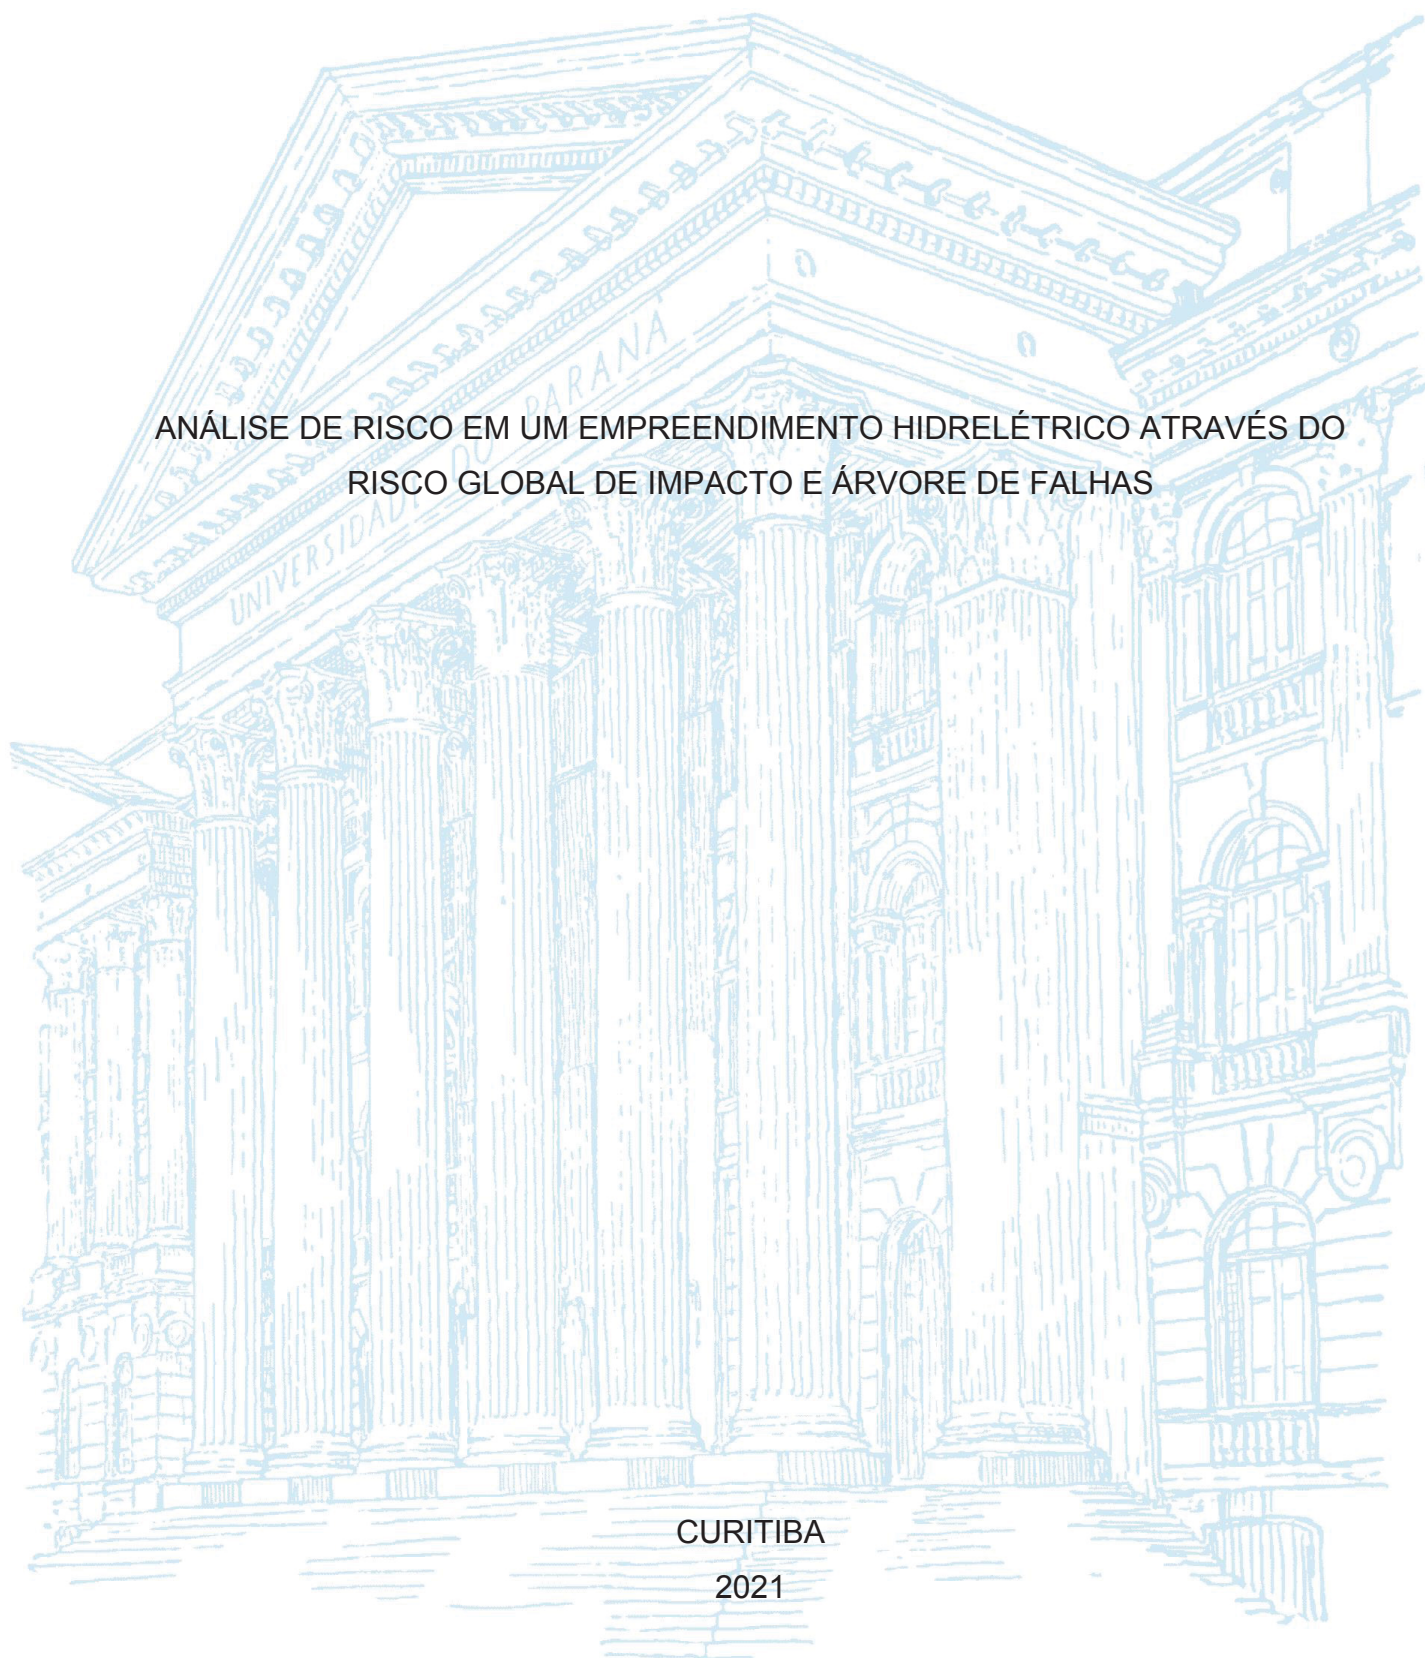 UNIVERSIDADE DO PARANÁ
ANÁLISE DE RISCO EM UM EMPREENDIMENTO HIDRELÉTRICO ATRAVÉS DO
RISCO GLOBAL DE IMPACTO E ÁRVORE DE FALHAS
CURITIBA
2021